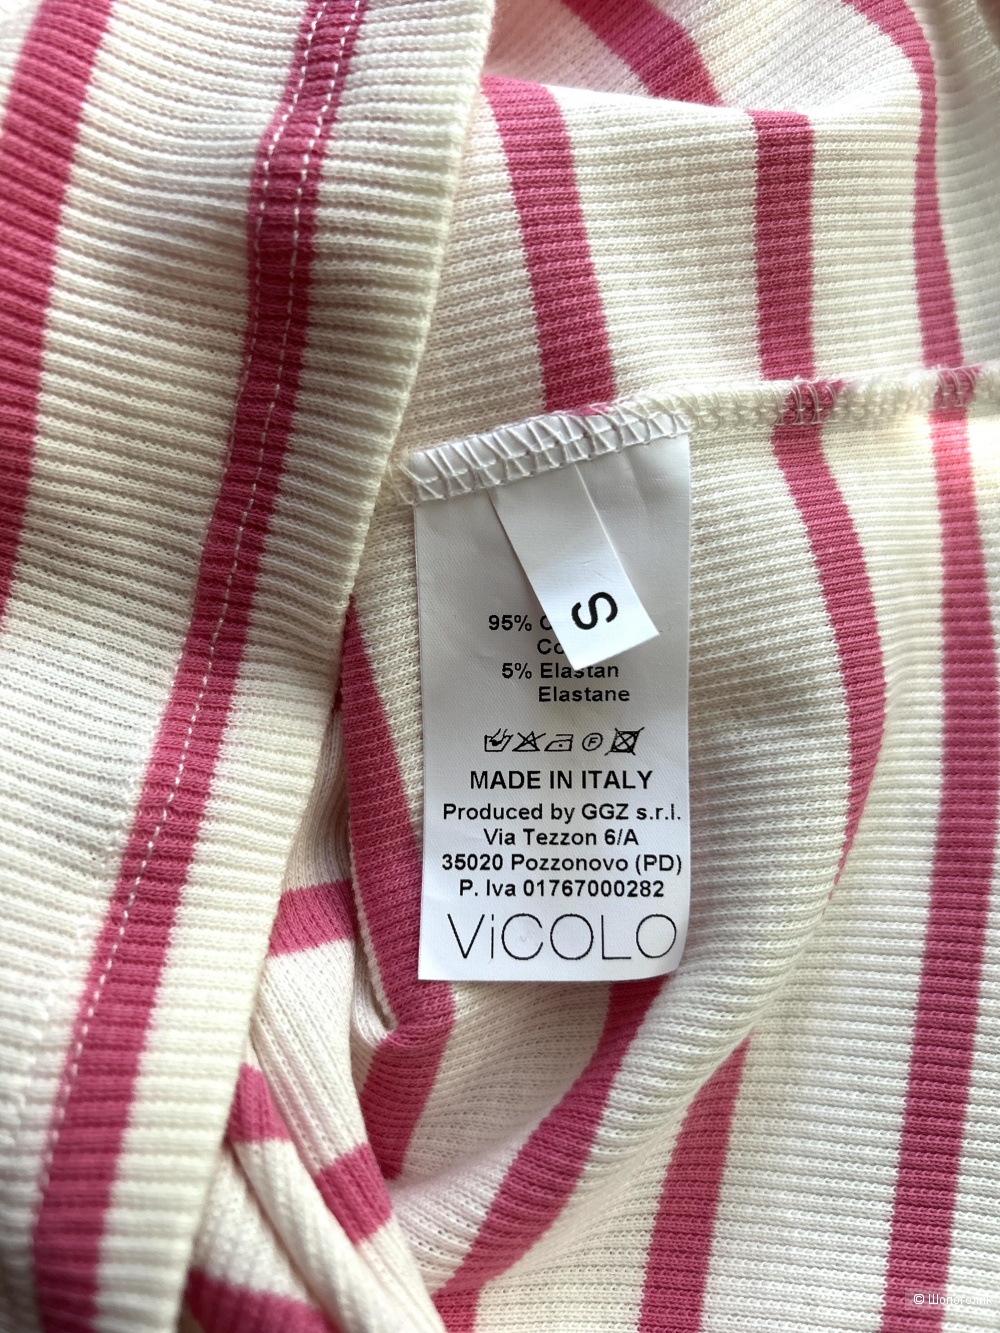 S
95%
5% Elastan
Elastane
MADE IN ITALY
Produced by GGZ s.r.l.
Via Tezzon 6/A
35020 Pozzonovo (PD)
P. Iva 01767000282
ViCOLO